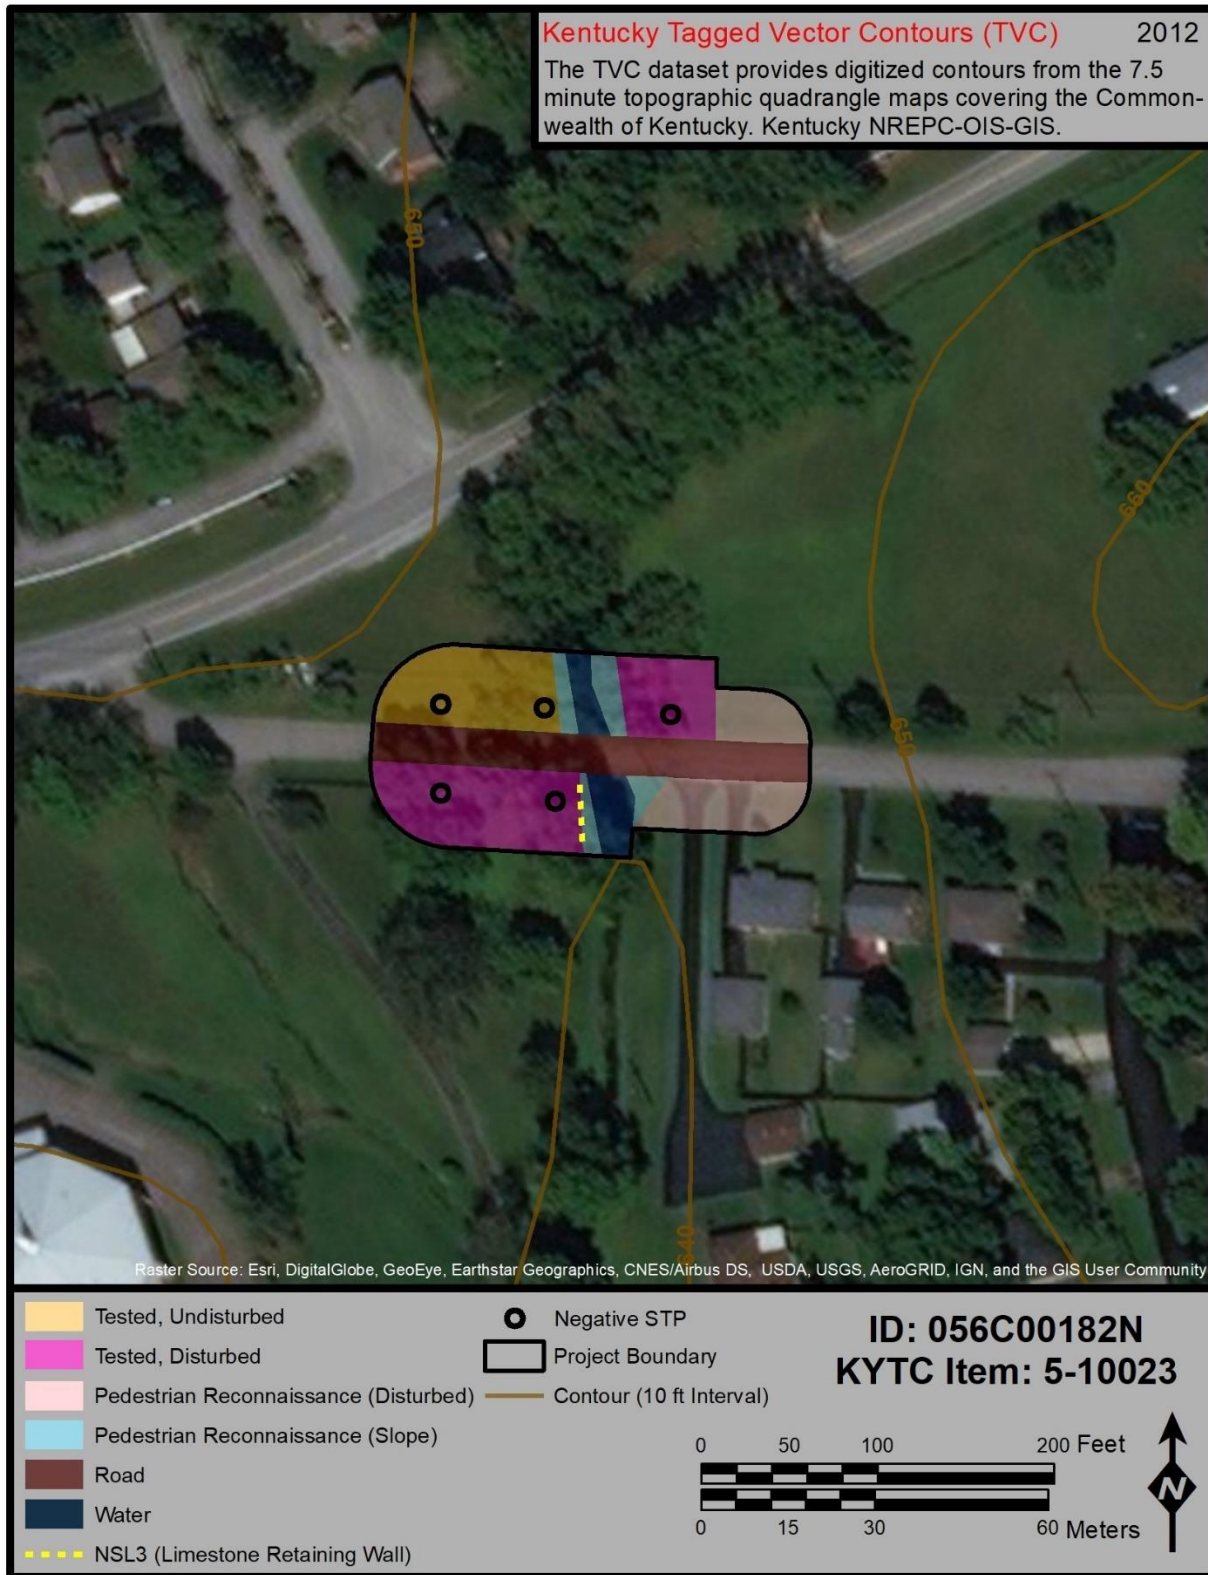 Kentucky Tagged Vector Contours (TVC) 2012
The TVC dataset provides digitized contours from the 7.5
minute topographic quadrangle maps covering the Common-
wealth of Kentucky. Kentucky NREPC-OIS-GIS.
650
660
650
640
Raster Source: Esri, DigitalGlobe, GeoEye, Earthstar Geographics, CNES/Airbus DS, USDA, USGS, AeroGRID, IGN, and the GIS User Community
Tested, Undisturbed
Tested, Disturbed
Pedestrian Reconnaissance (Disturbed)
Pedestrian Reconnaissance (Slope)
Road
Water
NSL3 (Limestone Retaining Wall)
Negative STP
Project Boundary
Contour (10 ft Interval)
ID: 056C00182N
KYTC Item: 5-10023
0 50 100 200 Feet
0 15 30 60 Meters
N